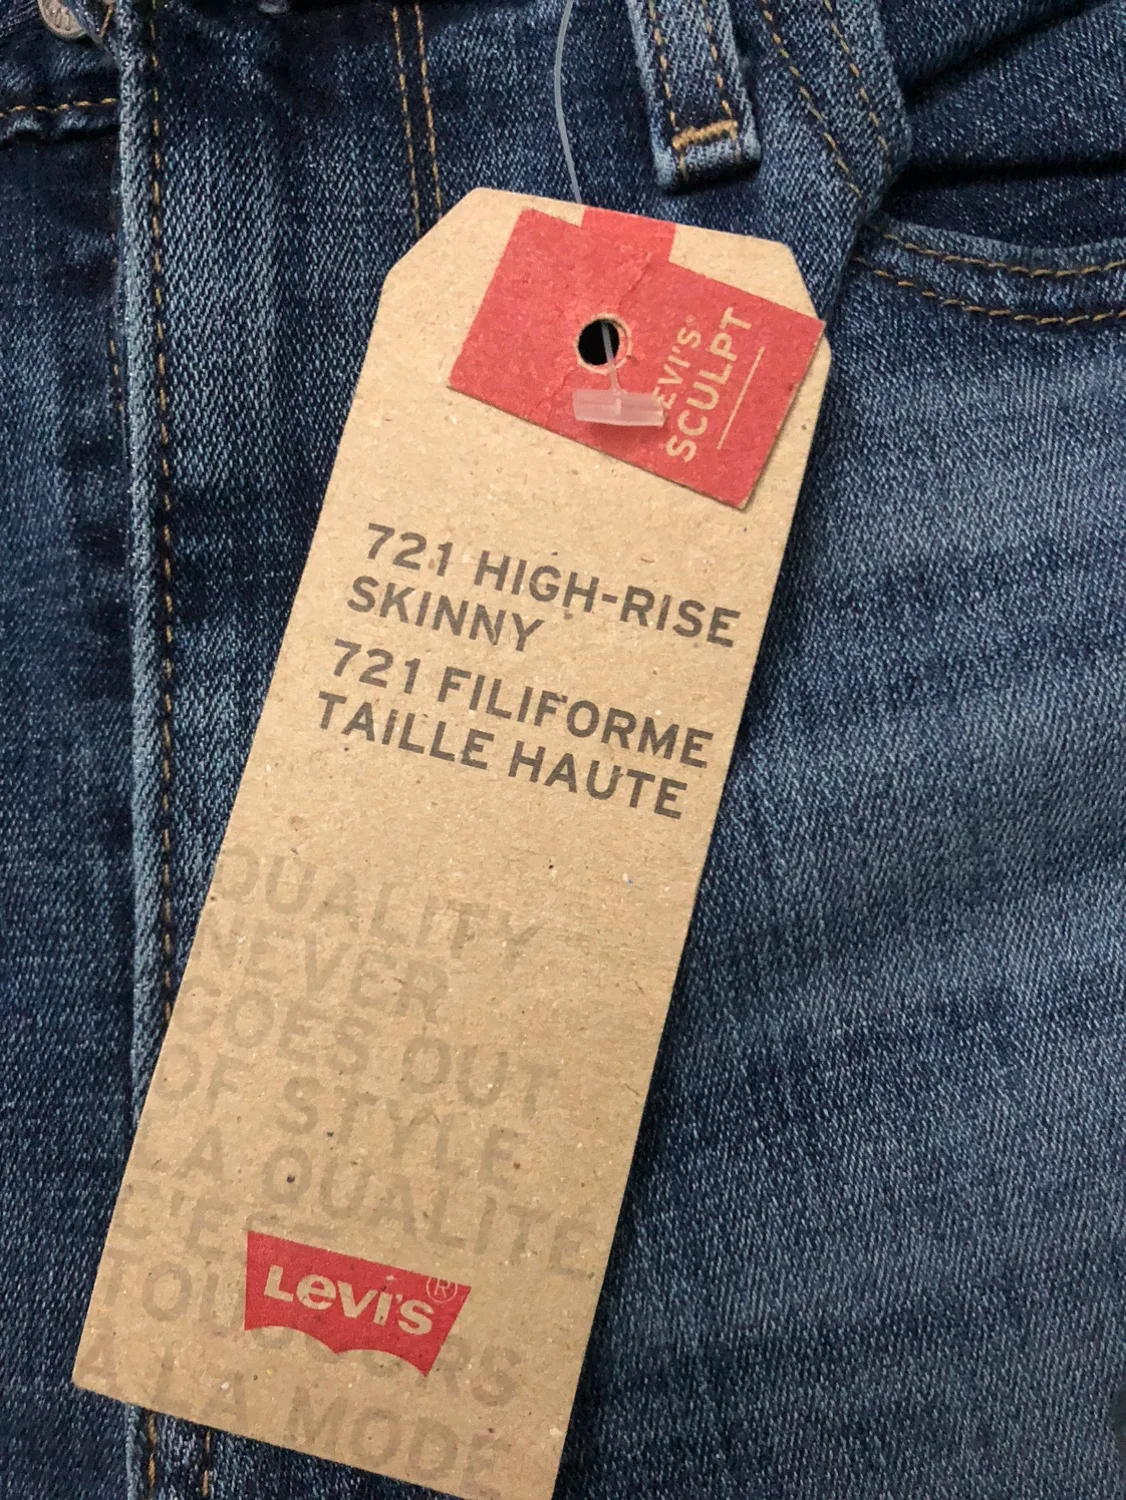 LEVI'S®
SCULPT
721 HIGH-RISE
SKINNY
721 FILIFORME
TAILLE HAUTE
QUALITY
NEVER
GOES OUT
OF STYLE
LA QUALITÉ
C'EST
TOUJOURS
À LA MODE
Levi's®